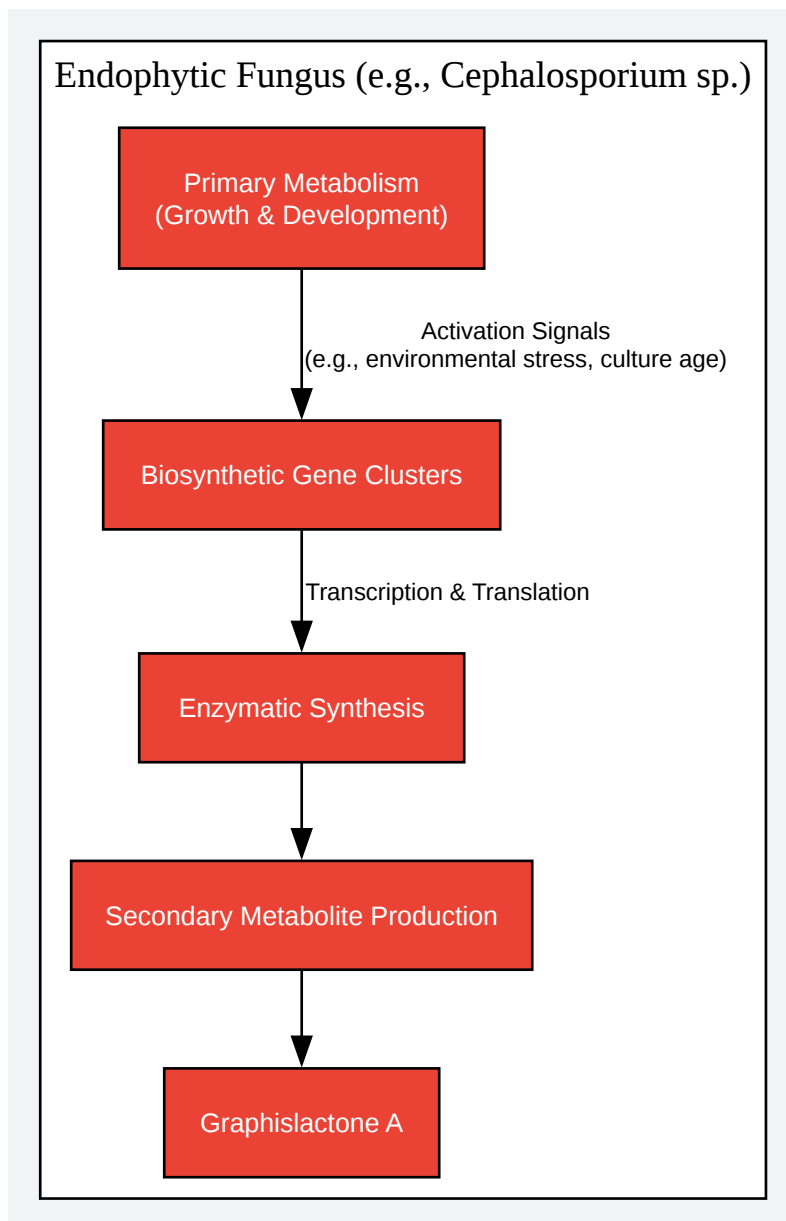 Endophytic Fungus (e.g., Cephalosporium sp.)
Primary Metabolism
(Growth & Development)
Activation Signals
(e.g., environmental stress, culture age)
Biosynthetic Gene Clusters
Transcription & Translation
Enzymatic Synthesis
Secondary Metabolite Production
Graphislactone A